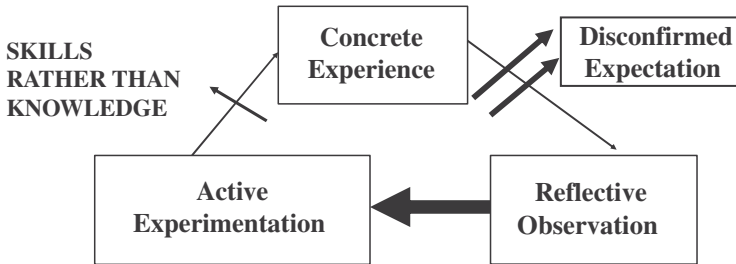 SKILLS
RATHER THAN
KNOWLEDGE
Concrete
Experience
Disconfirmed
Expectation
Active
Experimentation
Reflective
Observation